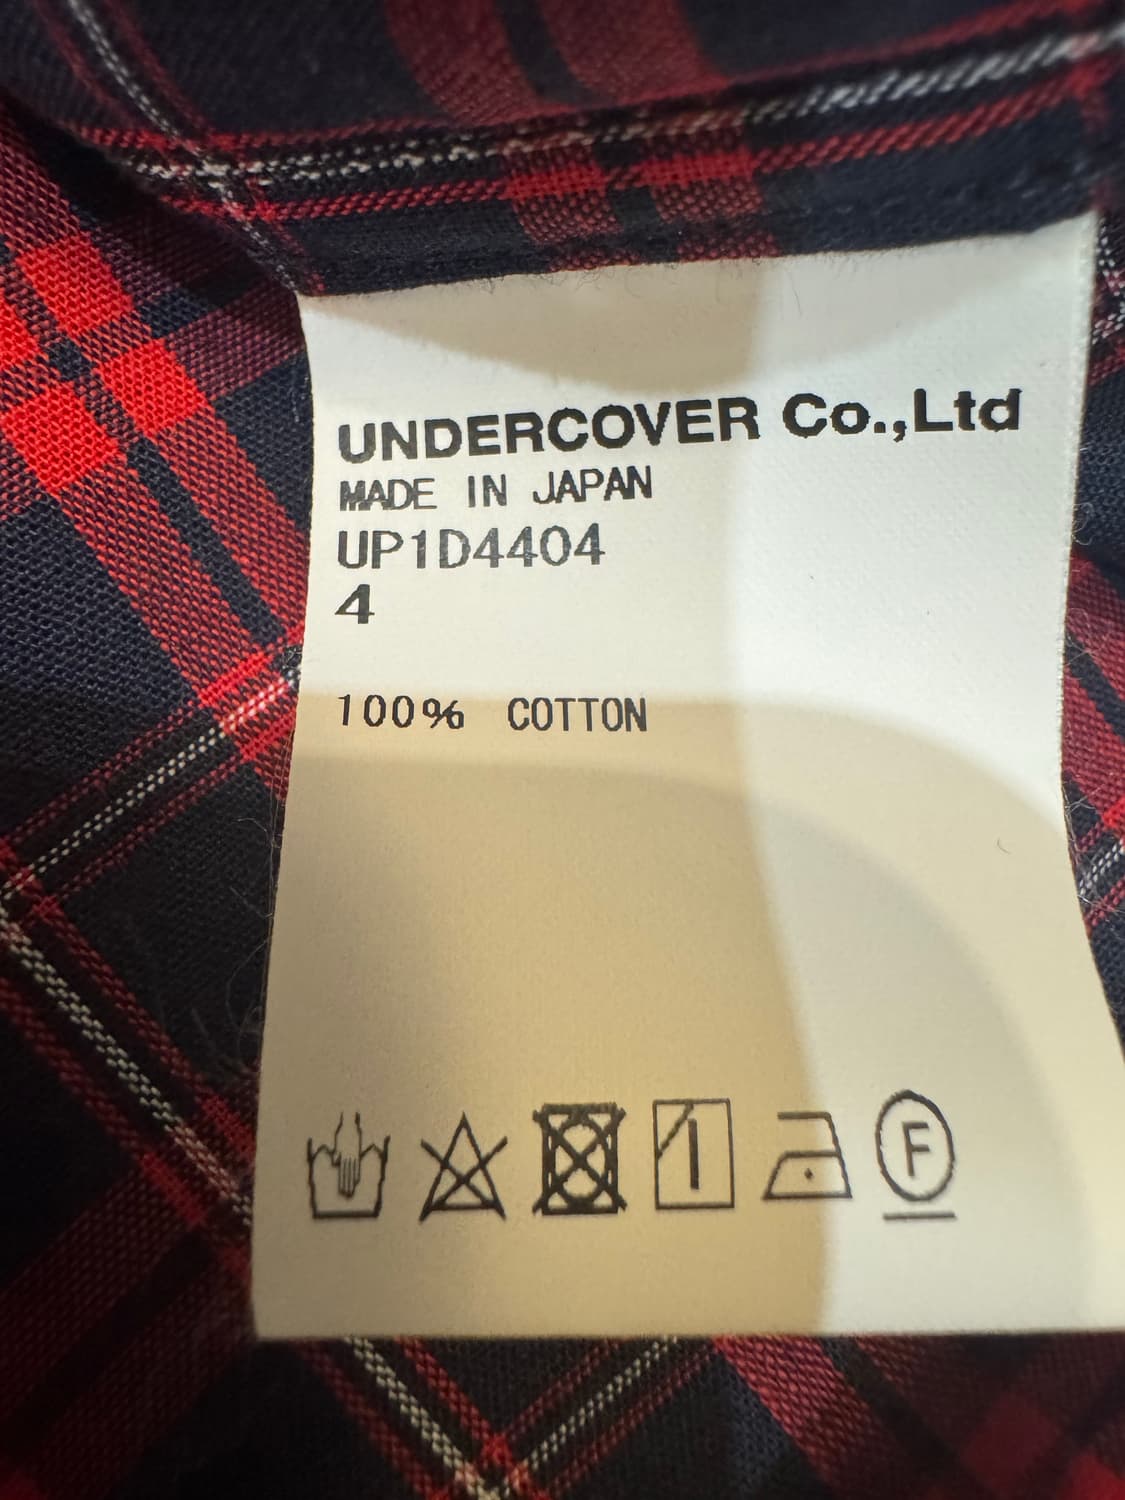 UNDERCOVER Co.,Ltd
MADE IN JAPAN
UP1D4404
4
100% COTTON
F